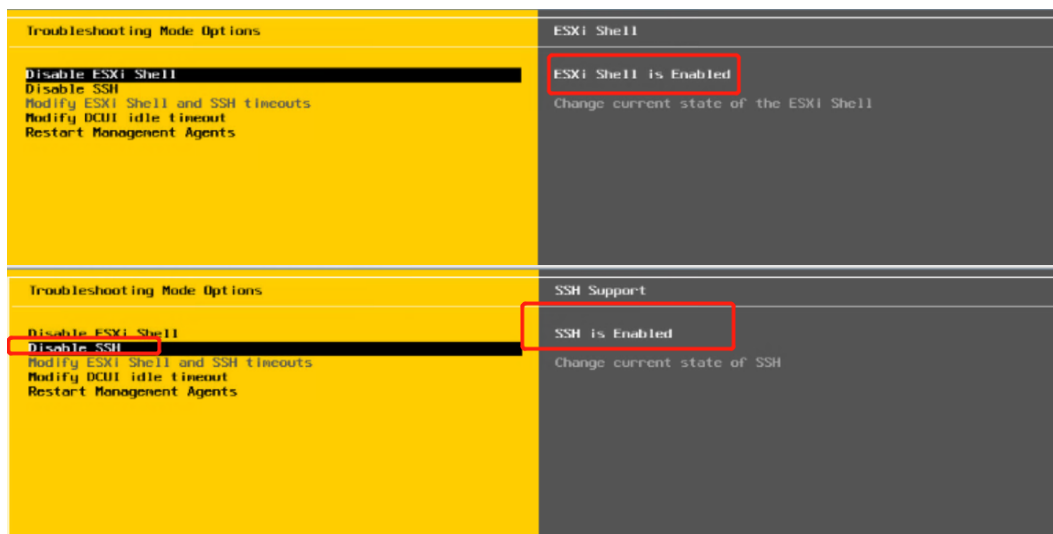 Troubleshooting Mode Options
ESXi Shell
Disable ESXi Shell
Disable SSH
Modify ESXi Shell and SSH timeouts
Modify DCUI idle timeout
Restart Management Agents
ESXi Shell is Enabled
Change current state of the ESXi Shell
Troubleshooting Mode Options
SSH Support
Disable ESXi Shell
Disable SSH
Modify ESXi Shell and SSH timeouts
Modify DCUI idle timeout
Restart Management Agents
SSH is Enabled
Change current state of SSH